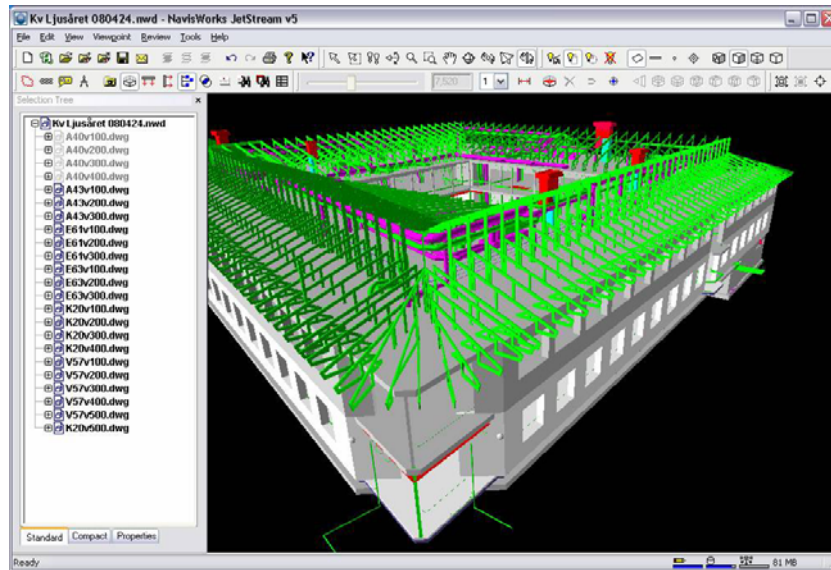 Kv Ljusåret 080424.nwd - NavisWorks JetStream v5
File Edit View Viewpoint Review Tools Help
7,520 1
Selection Tree
Kv Ljusåret 080424.nwd
A40v100.dwg
A40v200.dwg
A40v300.dwg
A40v400.dwg
A43v100.dwg
A43v200.dwg
A43v300.dwg
E61v100.dwg
E61v200.dwg
E61v300.dwg
E63v100.dwg
E63v200.dwg
E63v300.dwg
K20v100.dwg
K20v200.dwg
K20v300.dwg
K20v400.dwg
V57v100.dwg
V57v200.dwg
V57v300.dwg
V57v400.dwg
V57v500.dwg
K20v500.dwg
Standard Compact Properties
Ready 81 MB